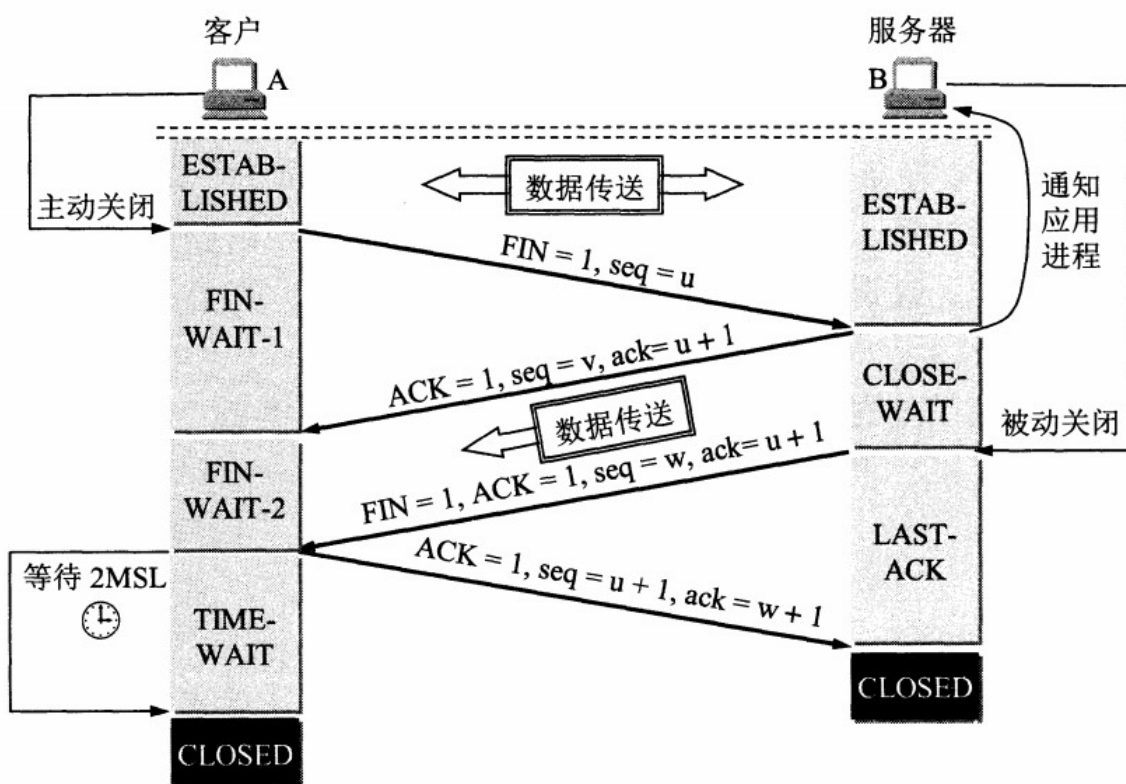 客户
服务器
A
B
ESTAB-
LISHED
数据传送
主动关闭
ESTAB-
LISHED
通知
应用
进程
FIN = 1, seq = u
FIN-
WAIT-1
ACK = 1, seq = v, ack= u + 1
CLOSE-
WAIT
数据传送
被动关闭
FIN-
WAIT-2
FIN = 1, ACK = 1, seq = w, ack= u + 1
LAST-
ACK
等待 2MSL
ACK = 1, seq = u + 1, ack = w + 1
TIME-
WAIT
CLOSED
CLOSED